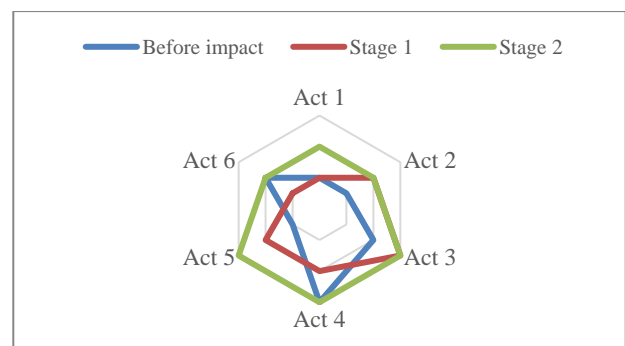 Before impact Stage 1 Stage 2
Act 1
Act 6 Act 2
Act 5 Act 3
Act 4